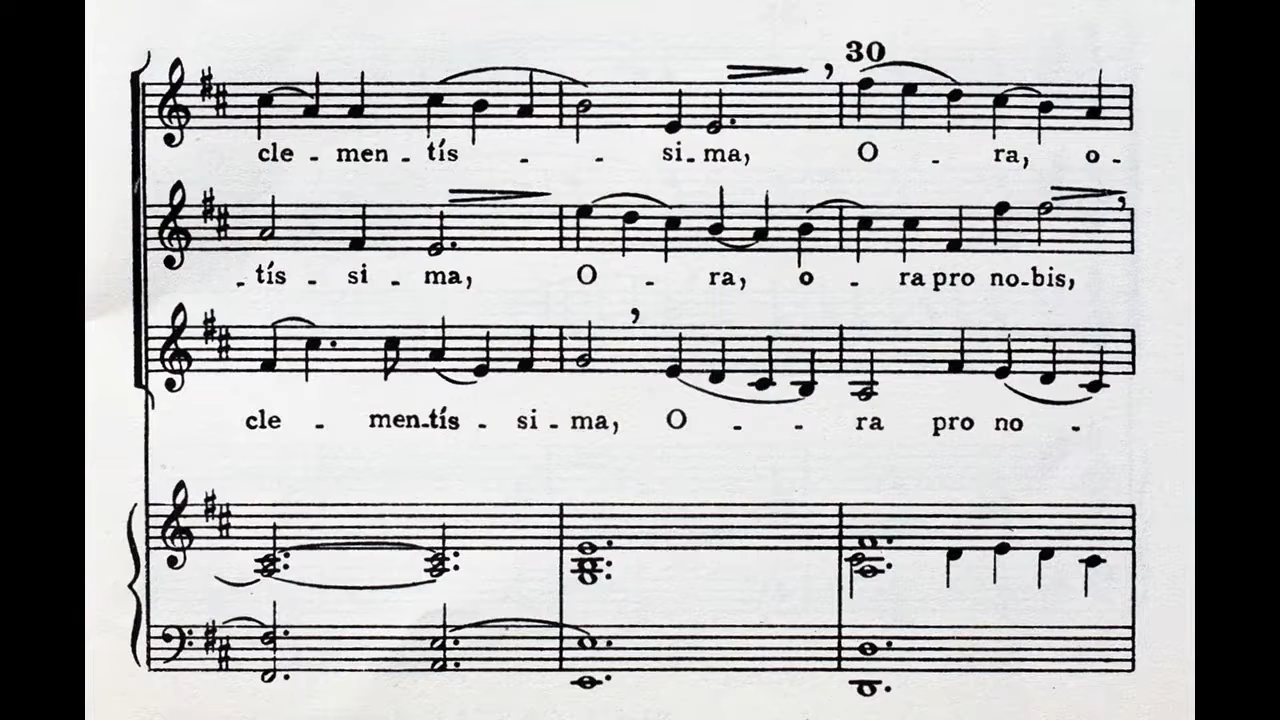 30
cle - men - tís - - si - ma, O - ra, o -
- tís - si - ma, O - ra, o - ra pro no - bis,
cle - men - tís - si - ma, O - - ra pro no -